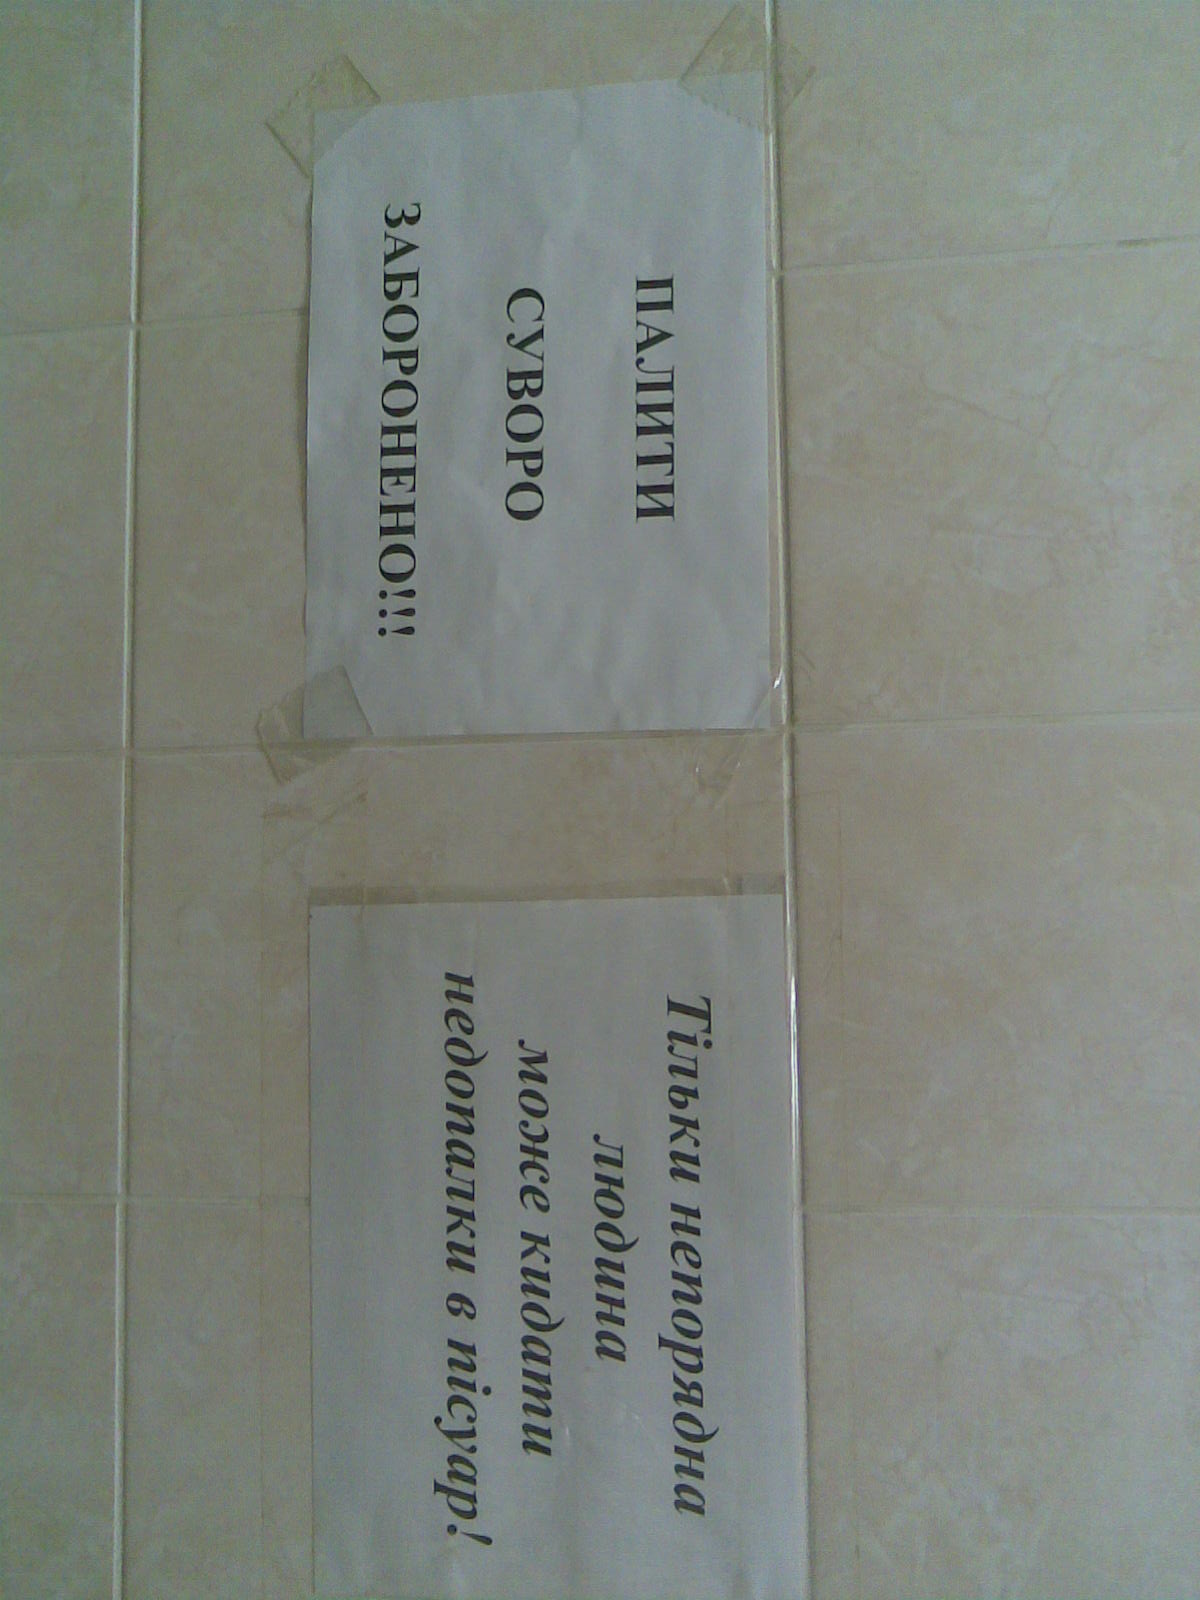 ПАЛИТИ
СУВОРО
ЗАБОРОНЕНО!!!
Тільки непорядна
людина
може кидати
недопалки в пісуар!